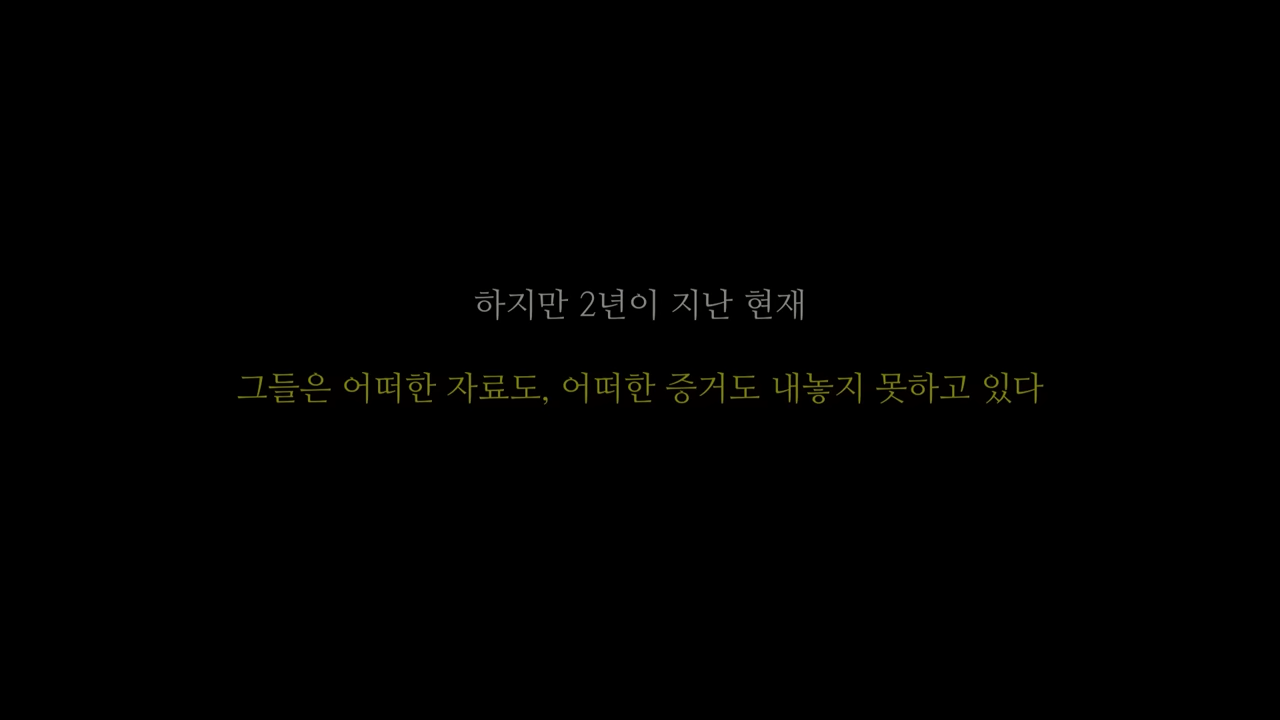 하지만 2년이 지난 현재
그들은 어떠한 자료도, 어떠한 증거도 내놓지 못하고 있다